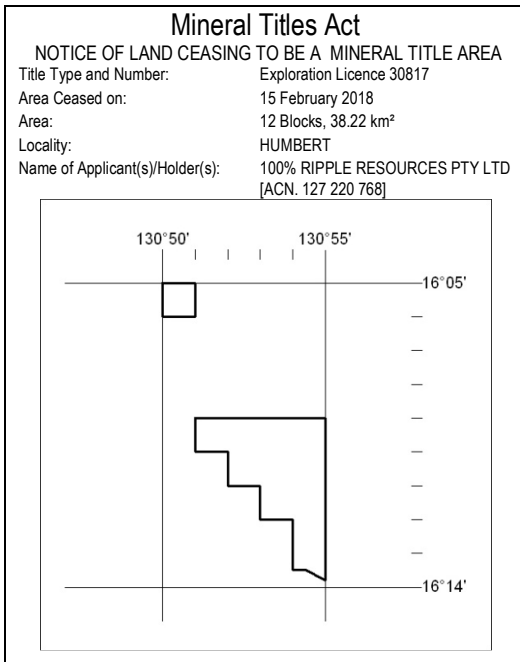 Mineral Titles Act
NOTICE OF LAND CEASING TO BE A MINERAL TITLE AREA
Title Type and Number: Exploration Licence 30817
Area Ceased on: 15 February 2018
Area: 12 Blocks, 38.22 km²
Locality: HUMBERT
Name of Applicant(s)/Holder(s): 100% RIPPLE RESOURCES PTY LTD
[ACN. 127 220 768]
130°50' 130°55'
16°05'
16°14'